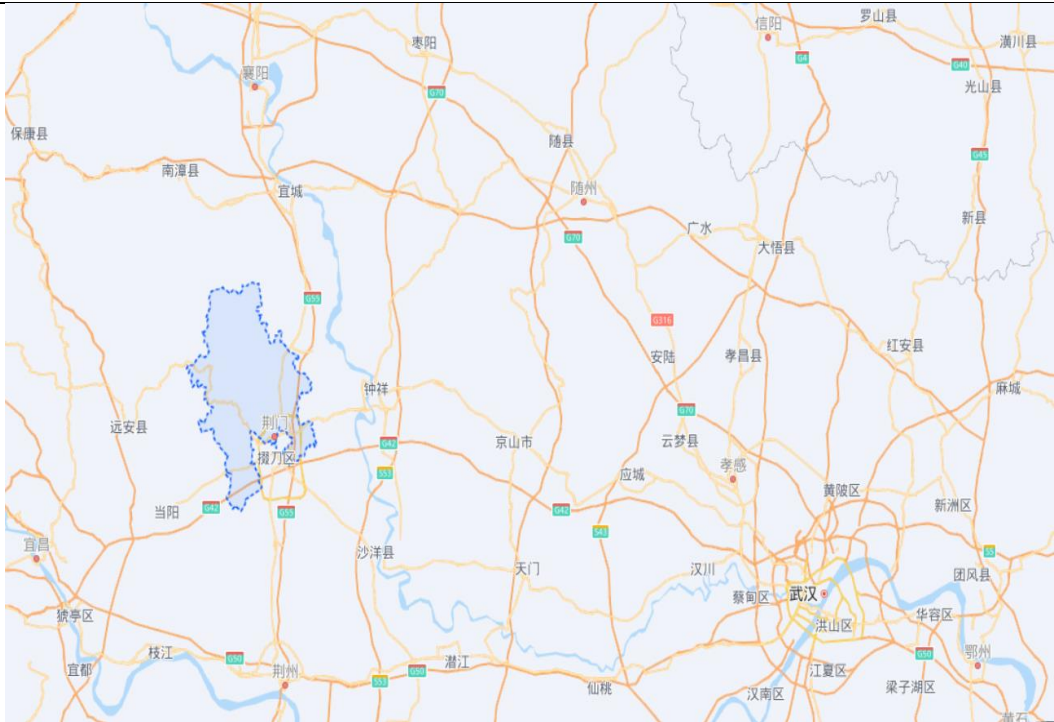 信阳
罗山县
潢川县
枣阳
G4
G40
襄阳
光山县
G70
保康县
随县
G45
南漳县
宜城
随州
新县
广水
G70
大悟县
G55
G316
安陆
孝昌县
红安县
麻城
钟祥
G70
远安县
荆门
京山市
云梦县
G42
掇刀区
孝感
S53
应城
黄陂区
新洲区
当阳
G42
G55
G42
S43
宜昌
沙洋县
S5
天门
汉川
团风县
蔡甸区
武汉
猇亭区
华容区
洪山区
枝江
G50
潜江
G50
鄂州
宜都
荆州
G50
江夏区
S53
仙桃
汉南区
梁子湖区
黄石